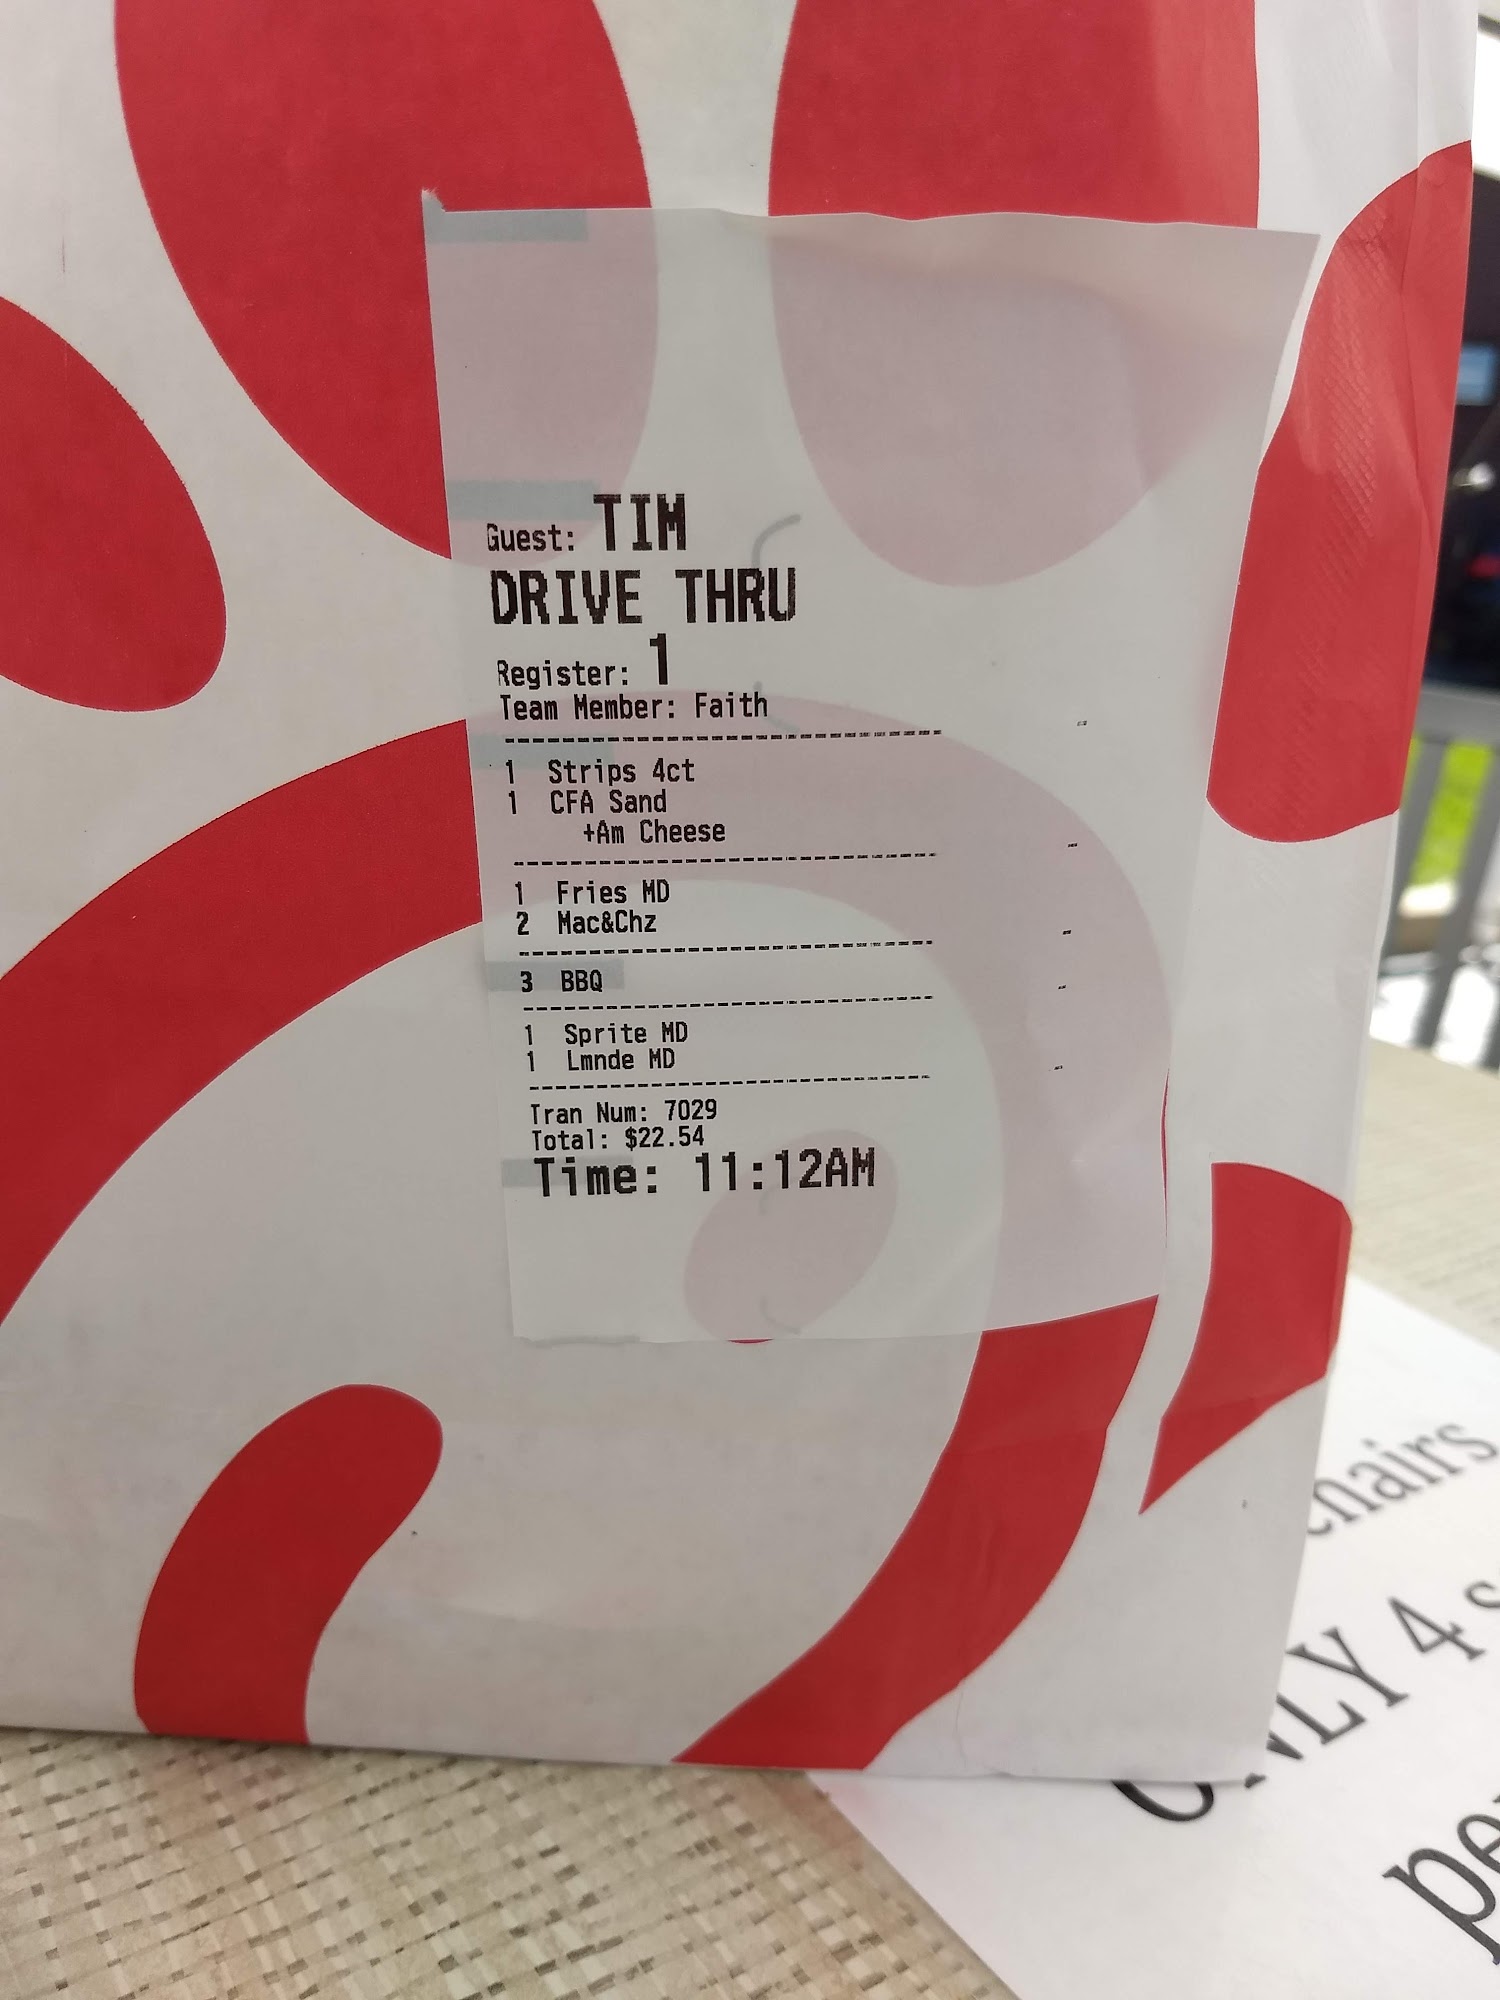 Guest: TIM
DRIVE THRU
Register: 1
Team Member: Faith
1 Strips 4ct
1 CFA Sand
+Am Cheese
1 Fries MD
2 Mac&Chz
3 BBQ
1 Sprite MD
1 Lmnde MD
Tran Num: 7029
Total: $22.54
Time: 11:12AM
chairs
ONLY 4